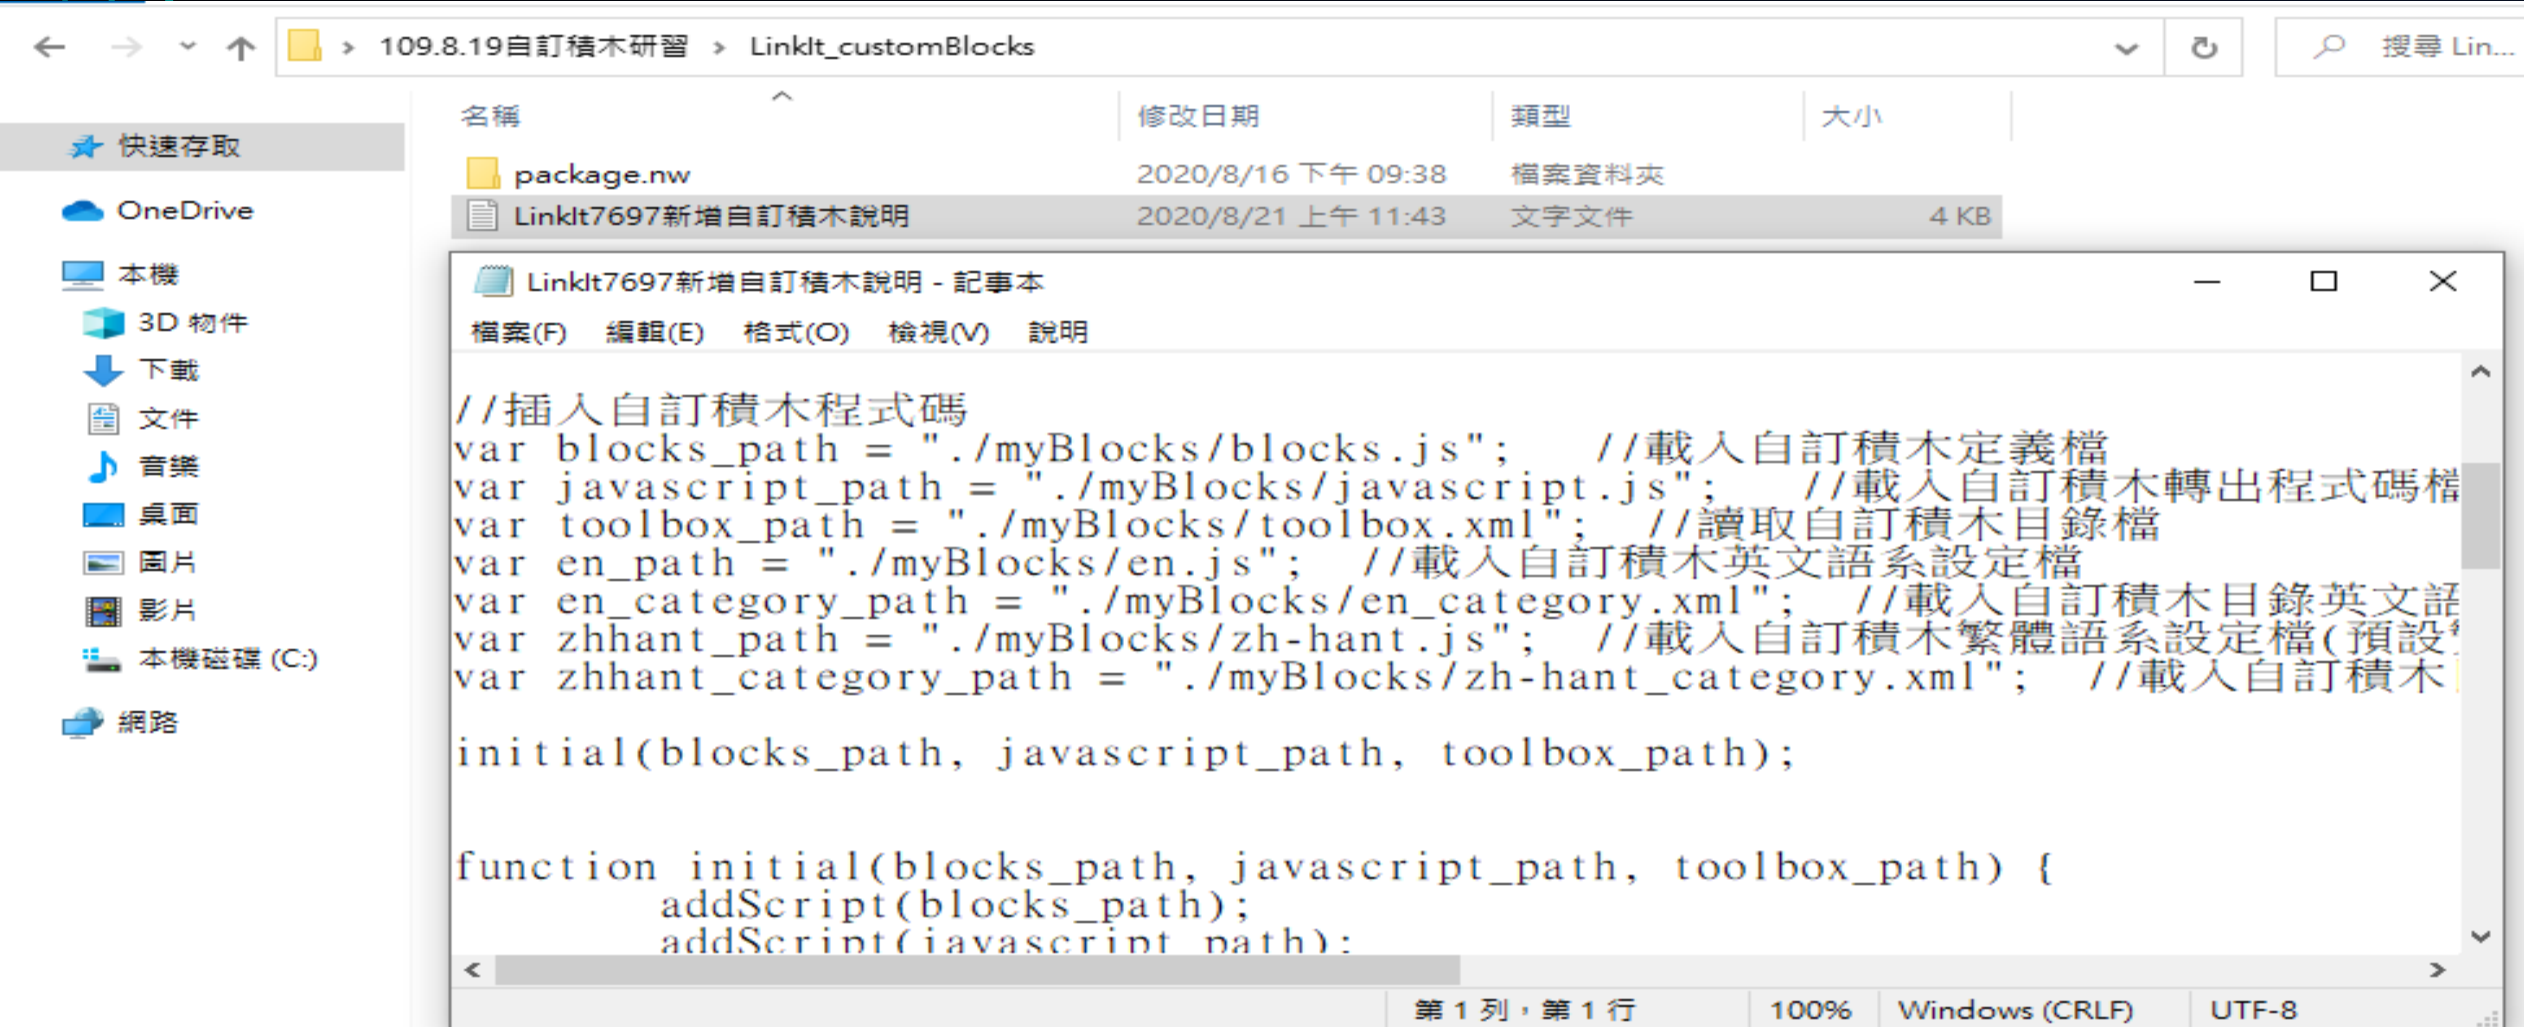 109.8.19自訂積木研習 › LinkIt_customBlocks
搜尋 Lin...
名稱 修改日期 類型 大小
快速存取
OneDrive
本機
3D 物件
下載
文件
音樂
桌面
圖片
影片
本機磁碟 (C:)
網路
package.nw 2020/8/16 下午 09:38 檔案資料夾
LinkIt7697新增自訂積木說明 2020/8/21 上午 11:43 文字文件 4 KB
LinkIt7697新增自訂積木說明 - 記事本
檔案(F) 編輯(E) 格式(O) 檢視(V) 說明
//插入自訂積木程式碼
var blocks_path = "./myBlocks/blocks.js"; //載入自訂積木定義檔
var javascript_path = "./myBlocks/javascript.js"; //載入自訂積木轉出程式碼檔
var toolbox_path = "./myBlocks/toolbox.xml"; //讀取自訂積木目錄檔
var en_path = "./myBlocks/en.js"; //載入自訂積木英文語系設定檔
var en_category_path = "./myBlocks/en_category.xml"; //載入自訂積木目錄英文語
var zhhant_path = "./myBlocks/zh-hant.js"; //載入自訂積木繁體語系設定檔(預設
var zhhant_category_path = "./myBlocks/zh-hant_category.xml"; //載入自訂積木
initial(blocks_path, javascript_path, toolbox_path);
function initial(blocks_path, javascript_path, toolbox_path) {
addScript(blocks_path);
addScript(javascript_path);
第 1 列，第 1 行 100% Windows (CRLF) UTF-8